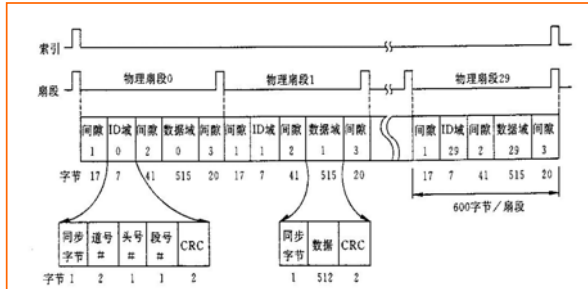 索引
扇段 物理扇段0 物理扇段1 物理扇段29
间隙 ID域 间隙 数据域 间隙 间隙 ID域 间隙 数据域 间隙 间隙 ID域 间隙 数据域 间隙
1 0 2 0 3 1 1 2 1 3 1 29 2 29 3
字节 17 7 41 515 20 17 7 41 515 20 17 7 41 515 20
600字节/扇段
同步 道号 头号 段号 CRC 同步 数据 CRC
字节 # # # 字节
字节 1 2 1 1 2 字节 1 512 2